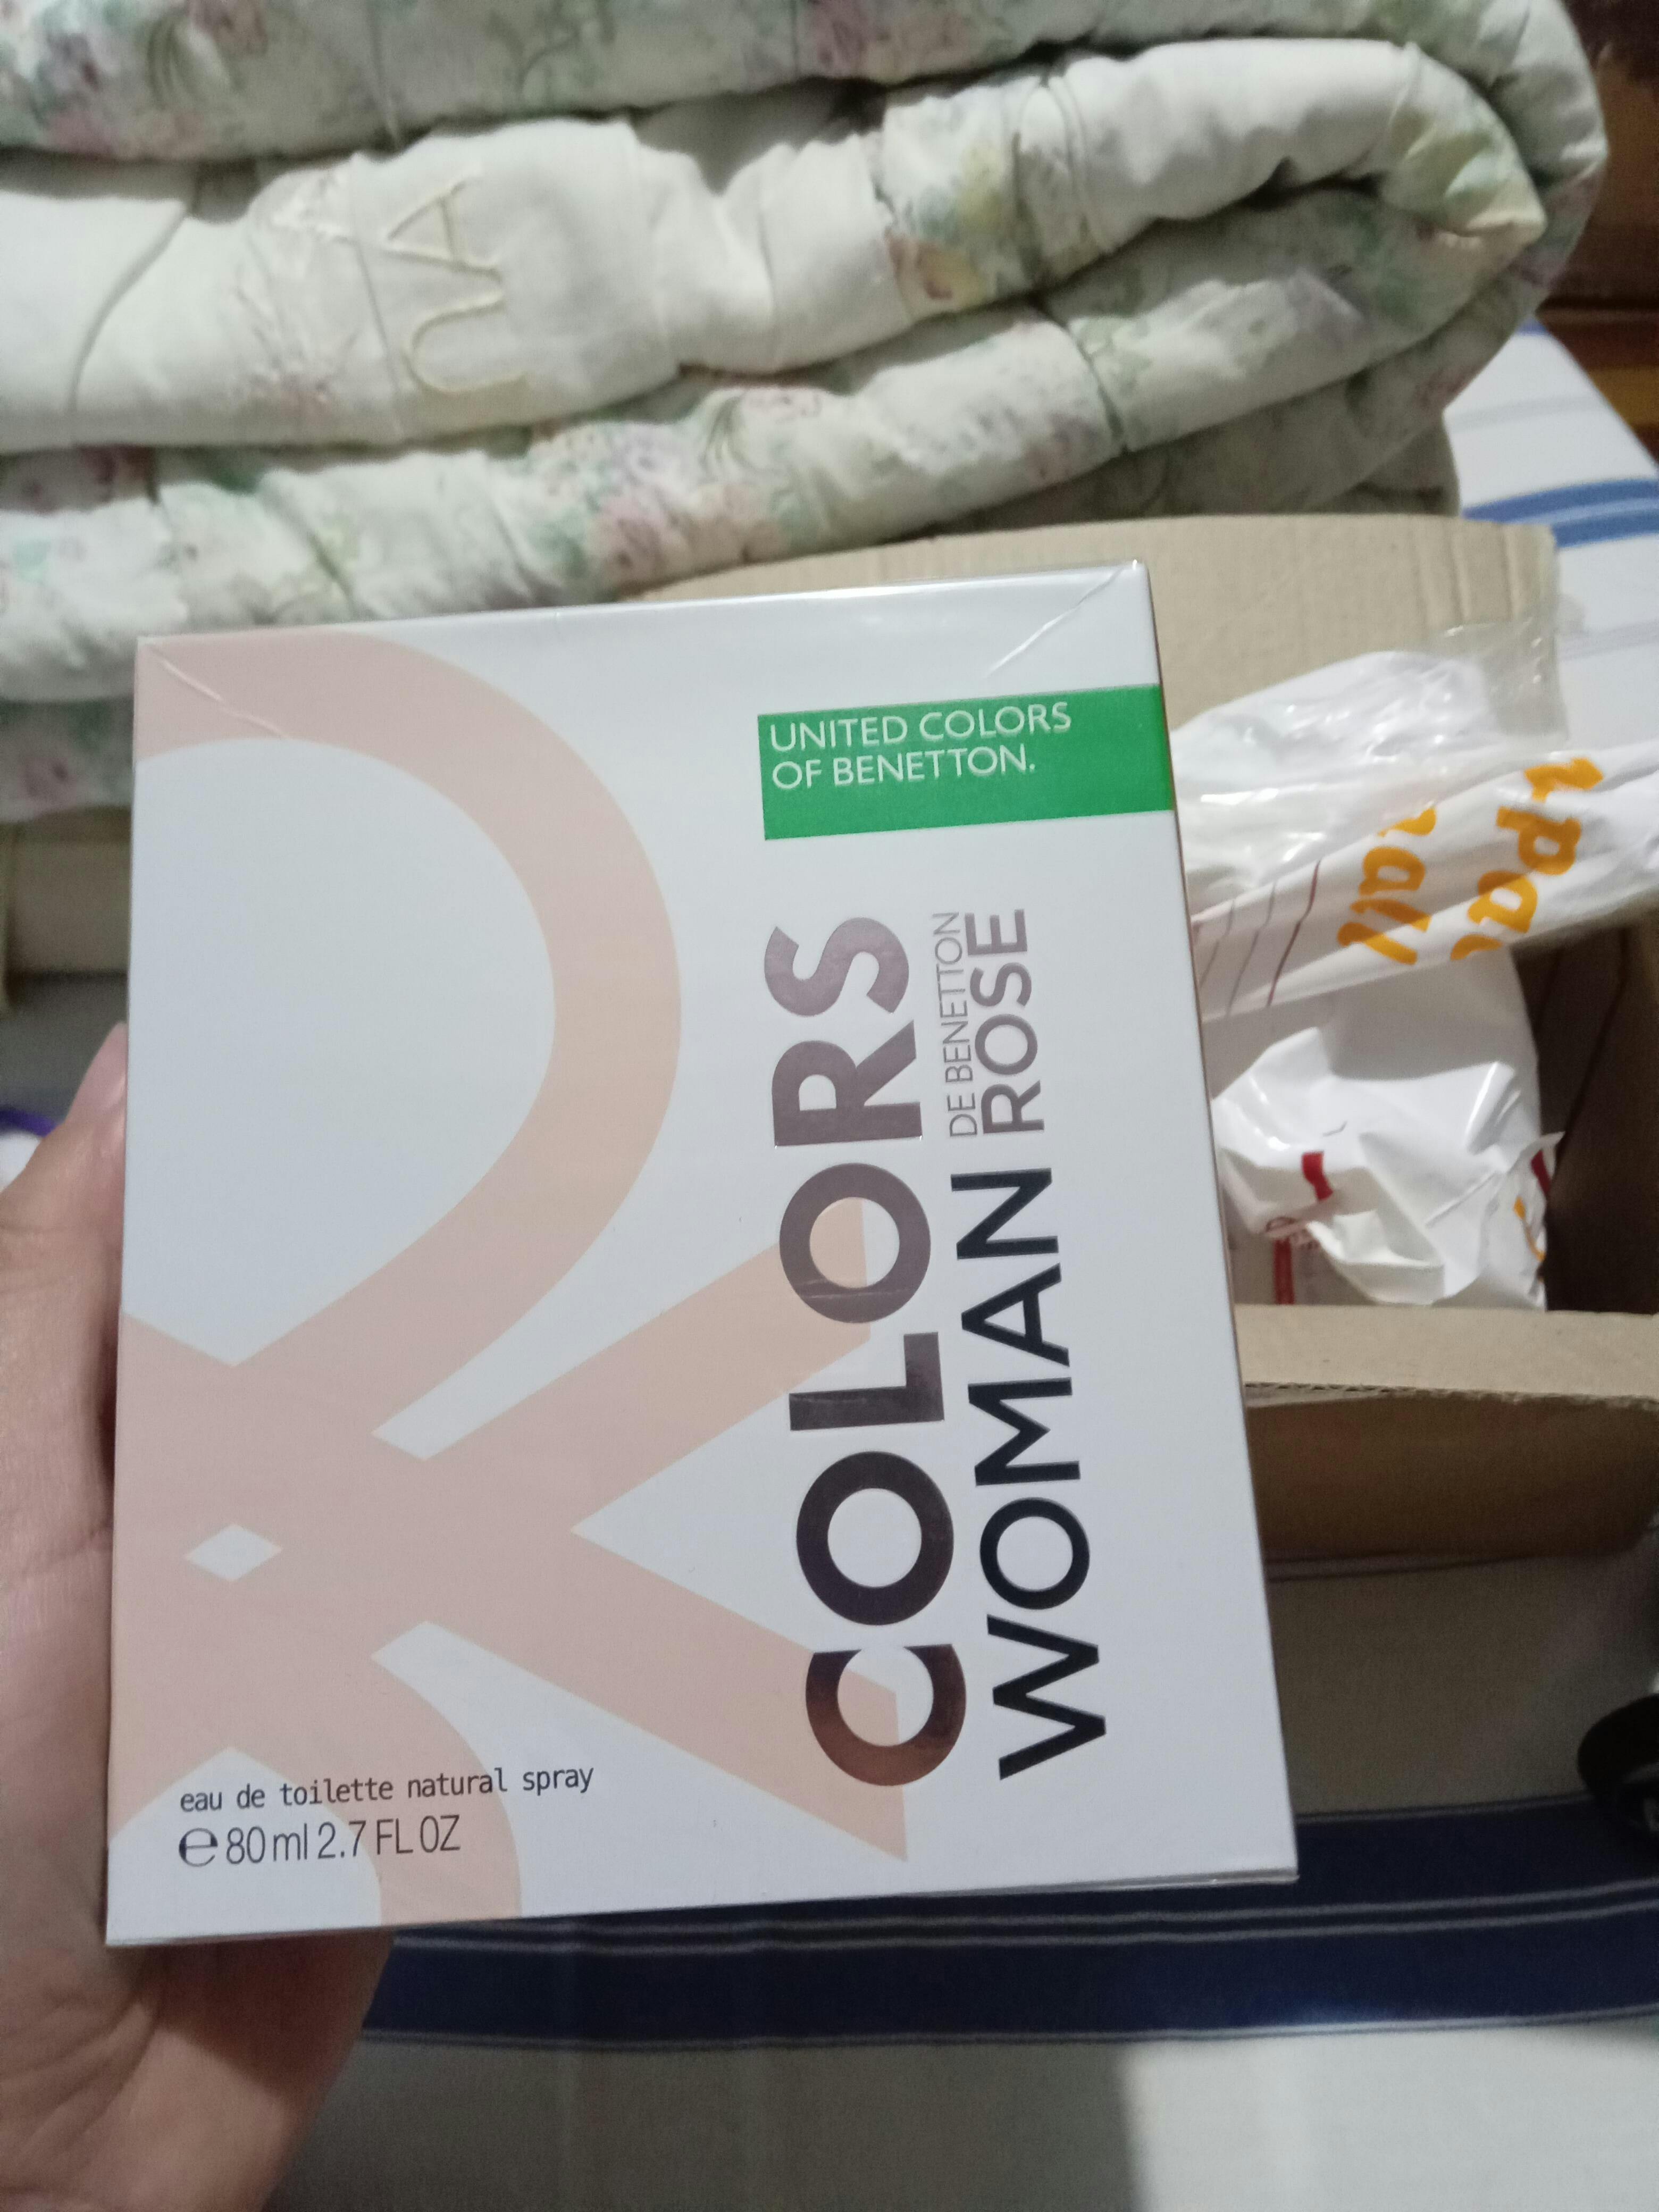 UNITED COLORS
OF BENETTON.
COLORS
DE BENETTON
WOMAN ROSE
eau de toilette natural spray
℮ 80 ml 2.7 FL OZ